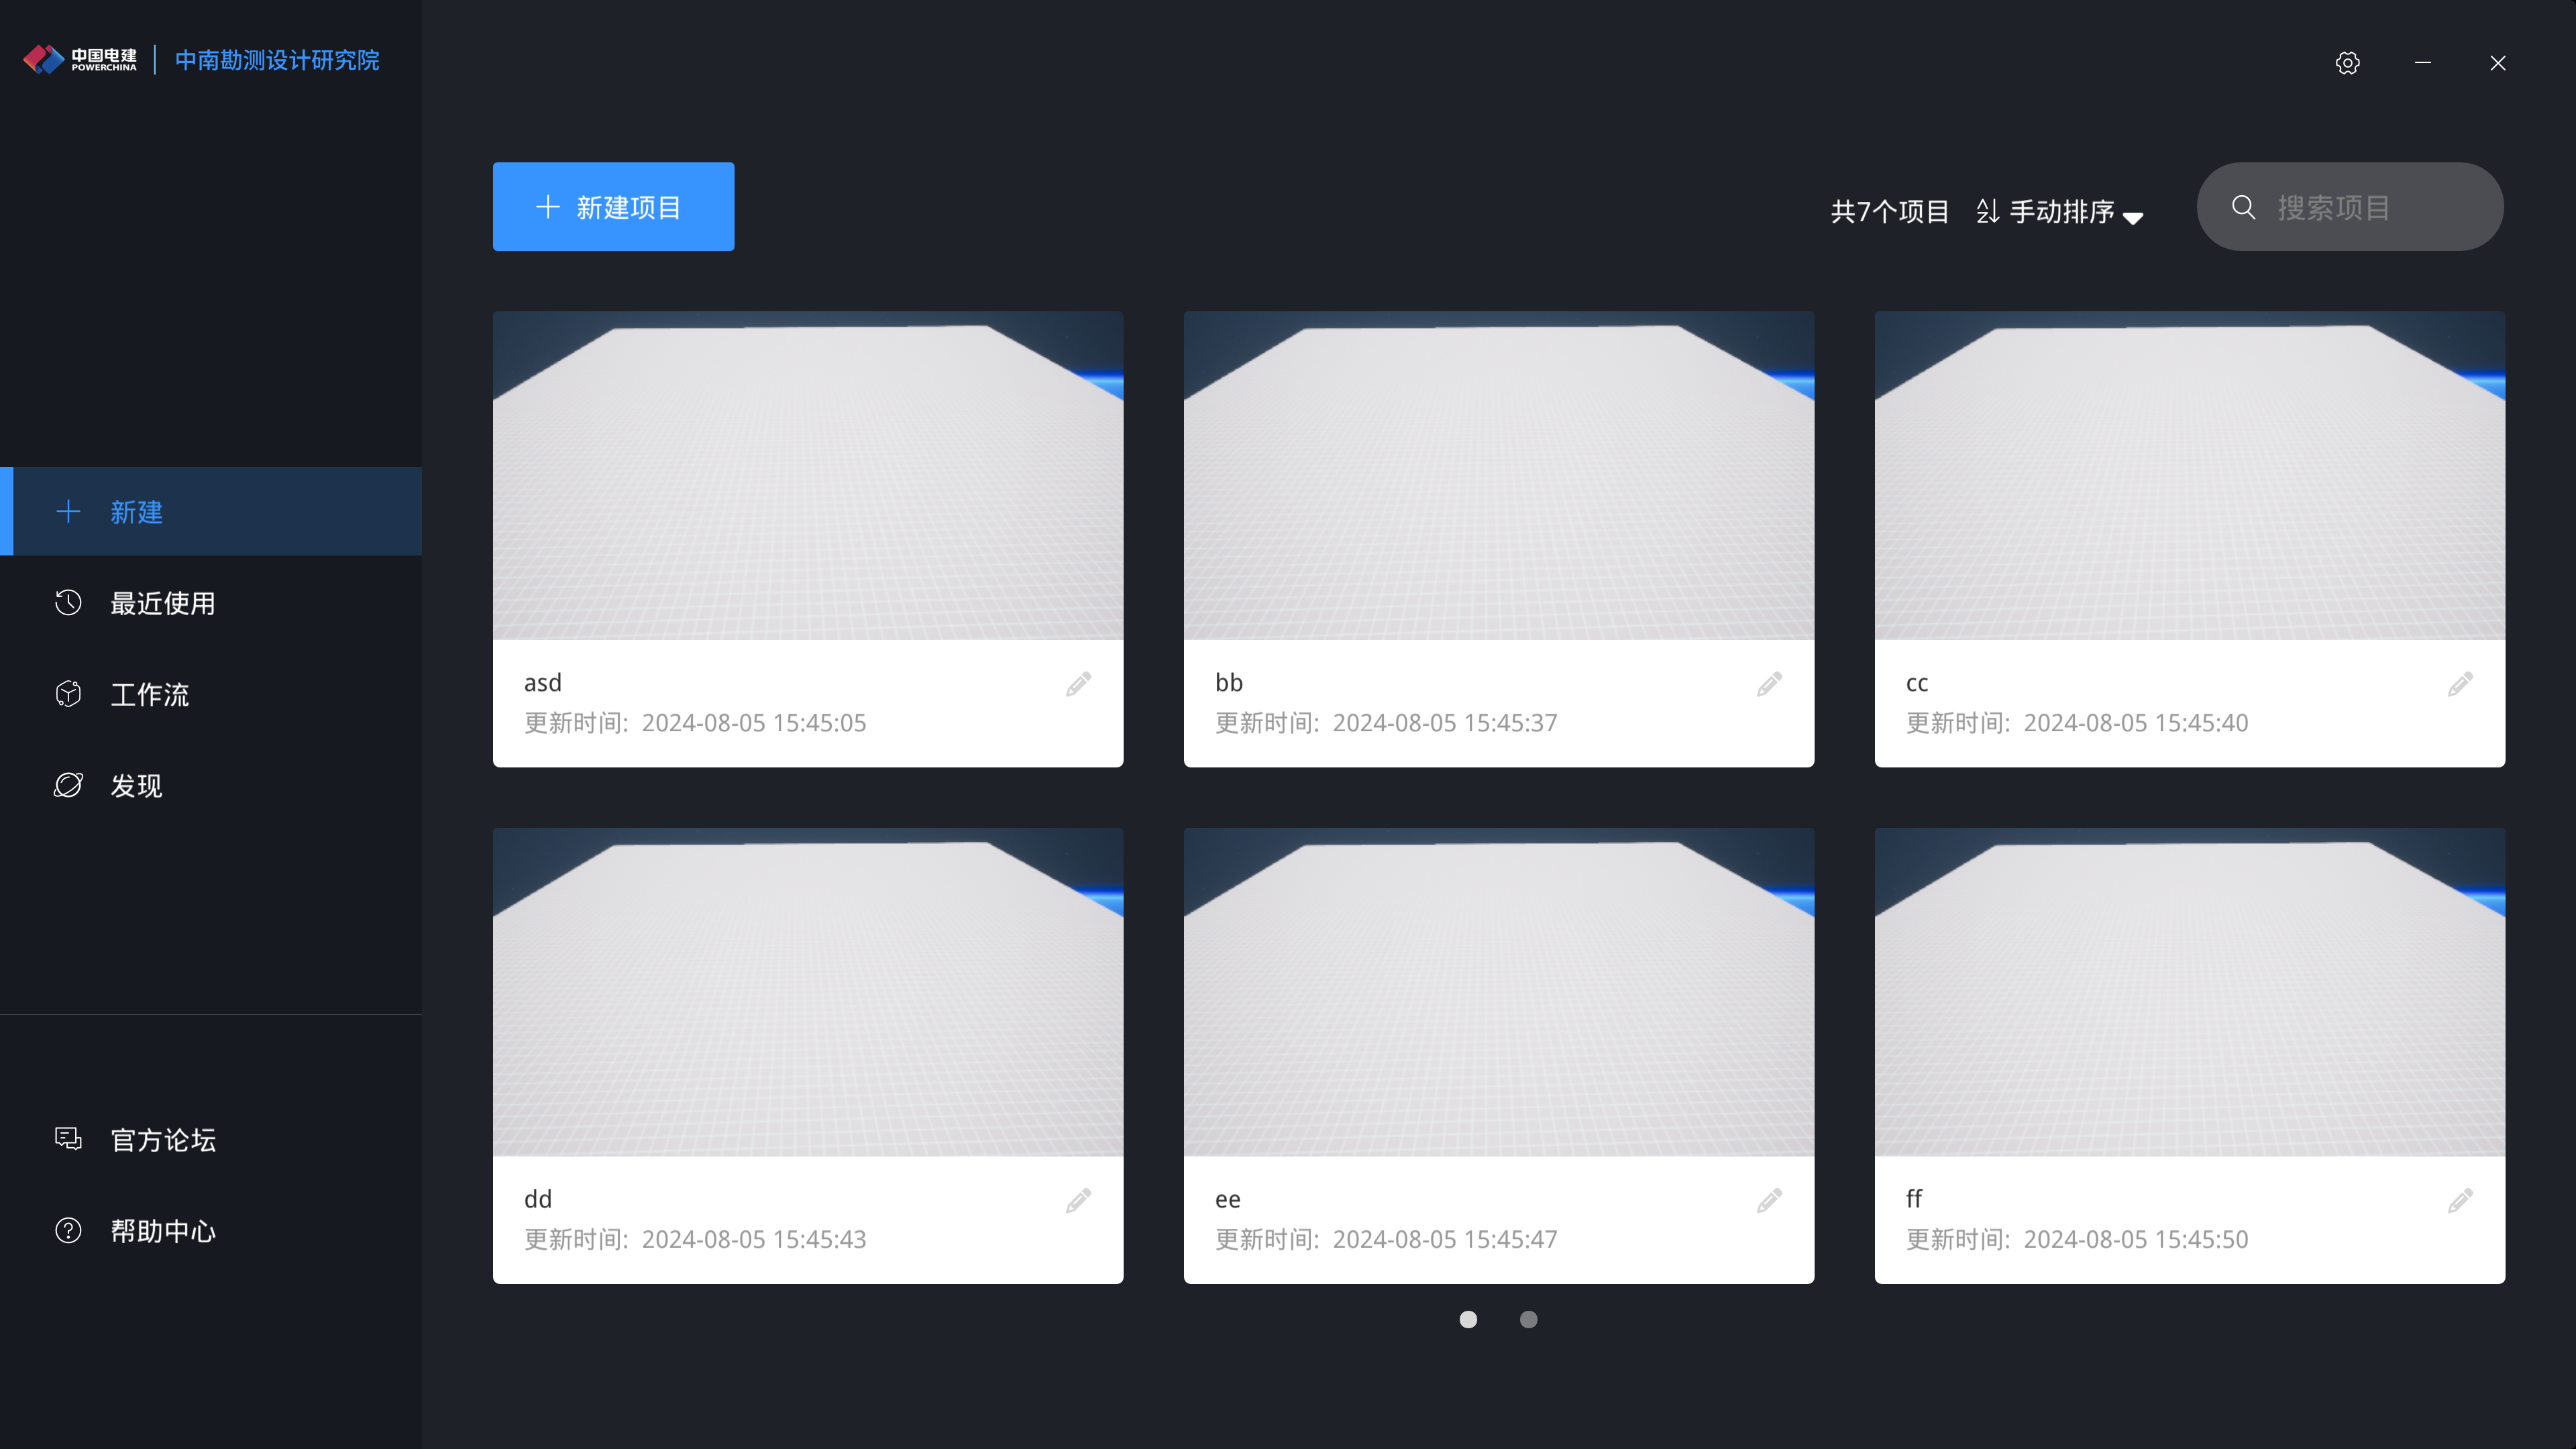 中国电建
POWERCHINA
中南勘测设计研究院
新建项目
共7个项目
手动排序
搜索项目
新建
最近使用
工作流
发现
官方论坛
帮助中心
asd
更新时间: 2024-08-05 15:45:05
bb
更新时间: 2024-08-05 15:45:37
cc
更新时间: 2024-08-05 15:45:40
dd
更新时间: 2024-08-05 15:45:43
ee
更新时间: 2024-08-05 15:45:47
ff
更新时间: 2024-08-05 15:45:50